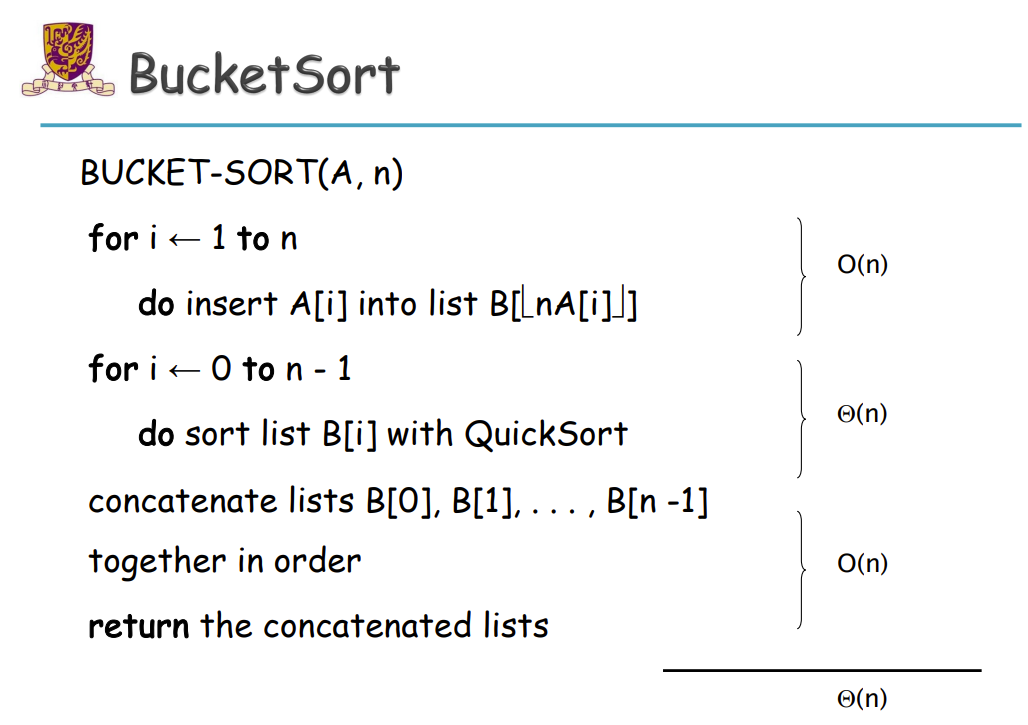 BucketSort
BUCKET-SORT(A, n)
for i ← 1 to n
do insert A[i] into list B[⌊nA[i]⌋]
O(n)
for i ← 0 to n - 1
do sort list B[i] with QuickSort
Θ(n)
concatenate lists B[0], B[1], . . . , B[n -1]
together in order
return the concatenated lists
O(n)
Θ(n)